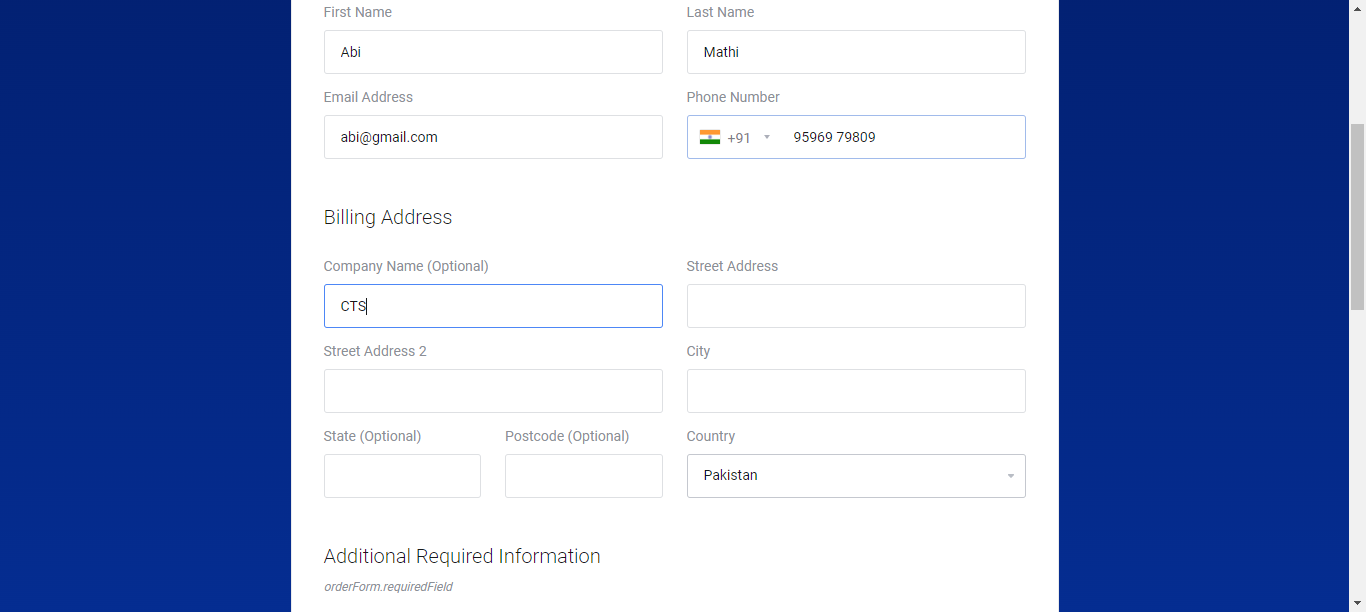 First Name Last Name
Abi Mathi
Email Address Phone Number
abi@gmail.com +91 95969 79809
Billing Address
Company Name (Optional) Street Address
CTS
Street Address 2 City
State (Optional) Postcode (Optional) Country
Pakistan
Additional Required Information
orderForm.requiredField